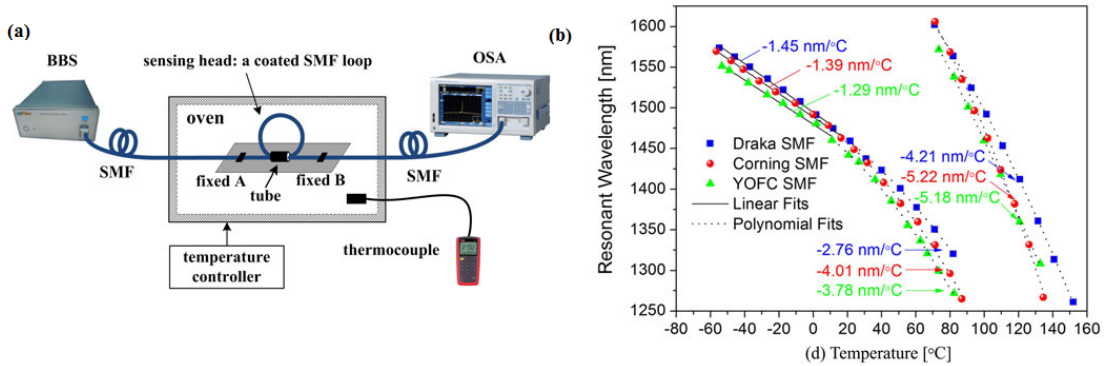 (a)
BBS
sensing head: a coated SMF loop
OSA
oven
SMF
fixed A
fixed B
SMF
tube
thermocouple
temperature
controller
(b)
Resonant Wavelength [nm]
1600
1550
1500
1450
1400
1350
1300
1250
-1.45 nm/°C
-1.39 nm/°C
-1.29 nm/°C
Draka SMF
Corning SMF
YOFC SMF
Linear Fits
Polynomial Fits
-4.21 nm/°C
-5.22 nm/°C
-5.18 nm/°C
-2.76 nm/°C
-4.01 nm/°C
-3.78 nm/°C
-80 -60 -40 -20 0 20 40 60 80 100 120 140 160
(d) Temperature [°C]